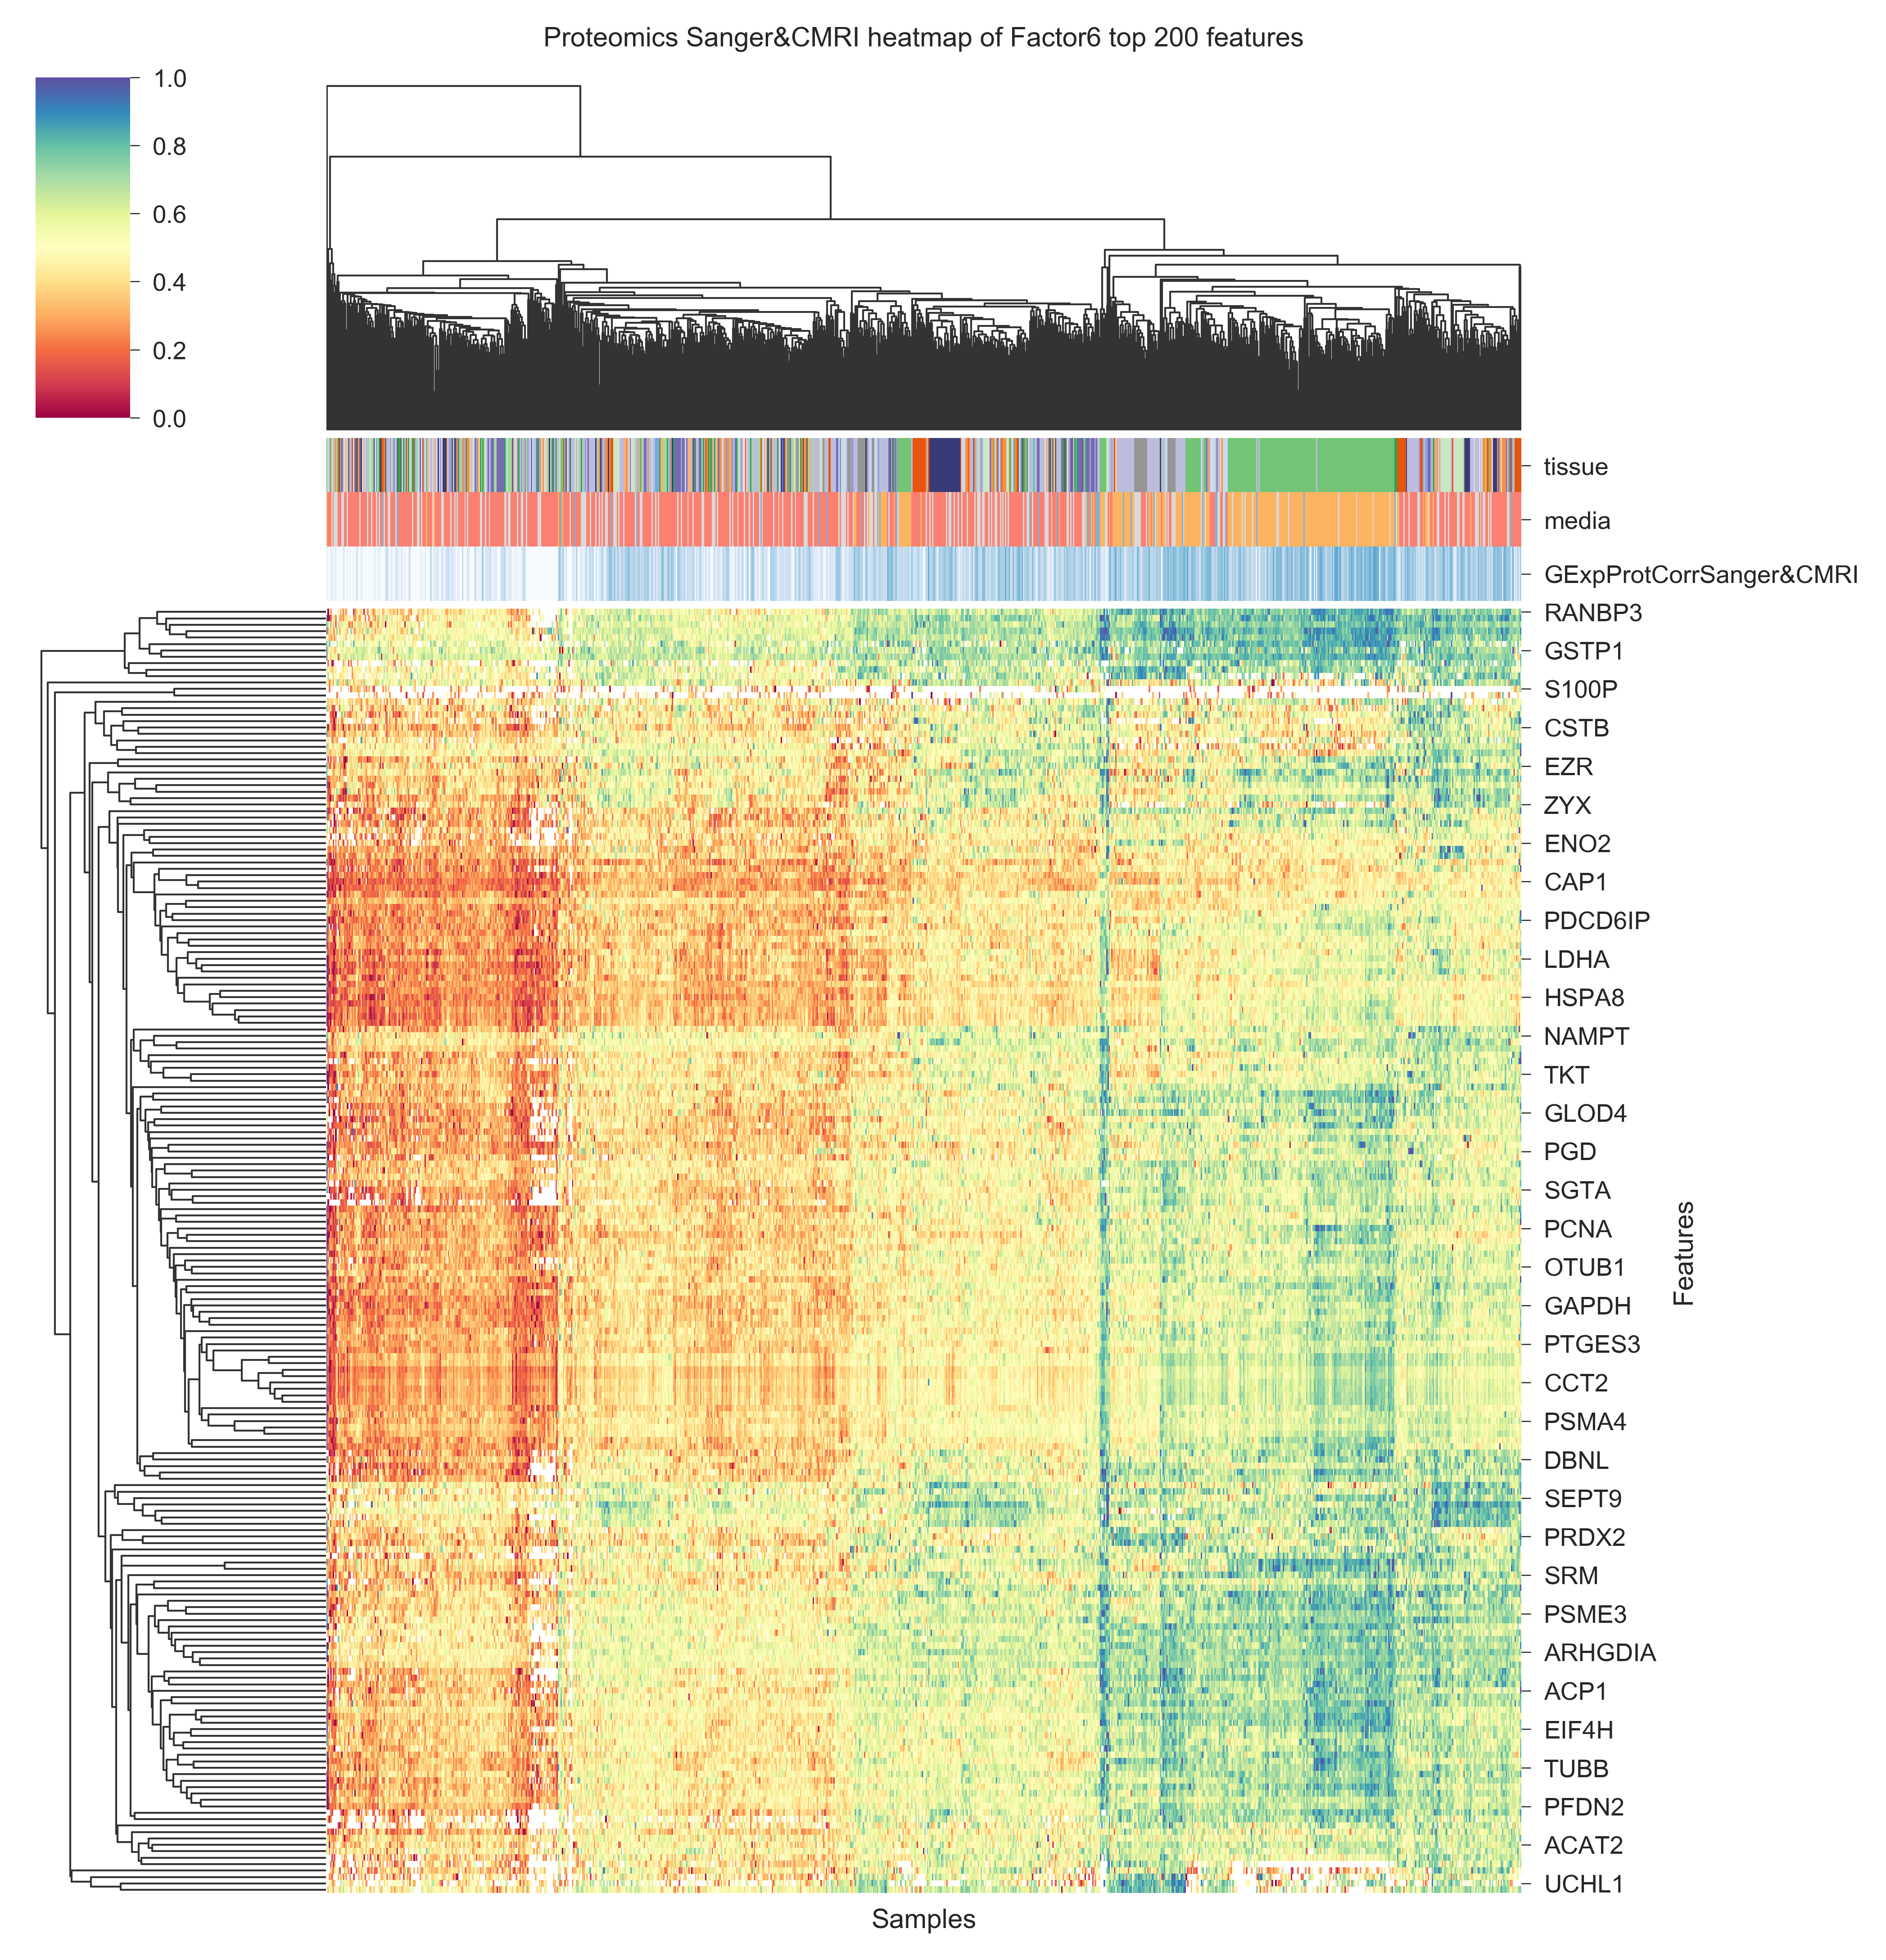 Proteomics Sanger&CMRI heatmap of Factor6 top 200 features
1.0
0.8
0.6
0.4
0.2
0.0
tissue
media
GExpProtCorrSanger&CMRI
RANBP3
GSTP1
S100P
CSTB
EZR
ZYX
ENO2
CAP1
PDCD6IP
LDHA
HSPA8
NAMPT
TKT
GLOD4
PGD
SGTA
PCNA
OTUB1
GAPDH
PTGES3
CCT2
PSMA4
DBNL
SEPT9
PRDX2
SRM
PSME3
ARHGDIA
ACP1
EIF4H
TUBB
PFDN2
ACAT2
UCHL1
Features
Samples